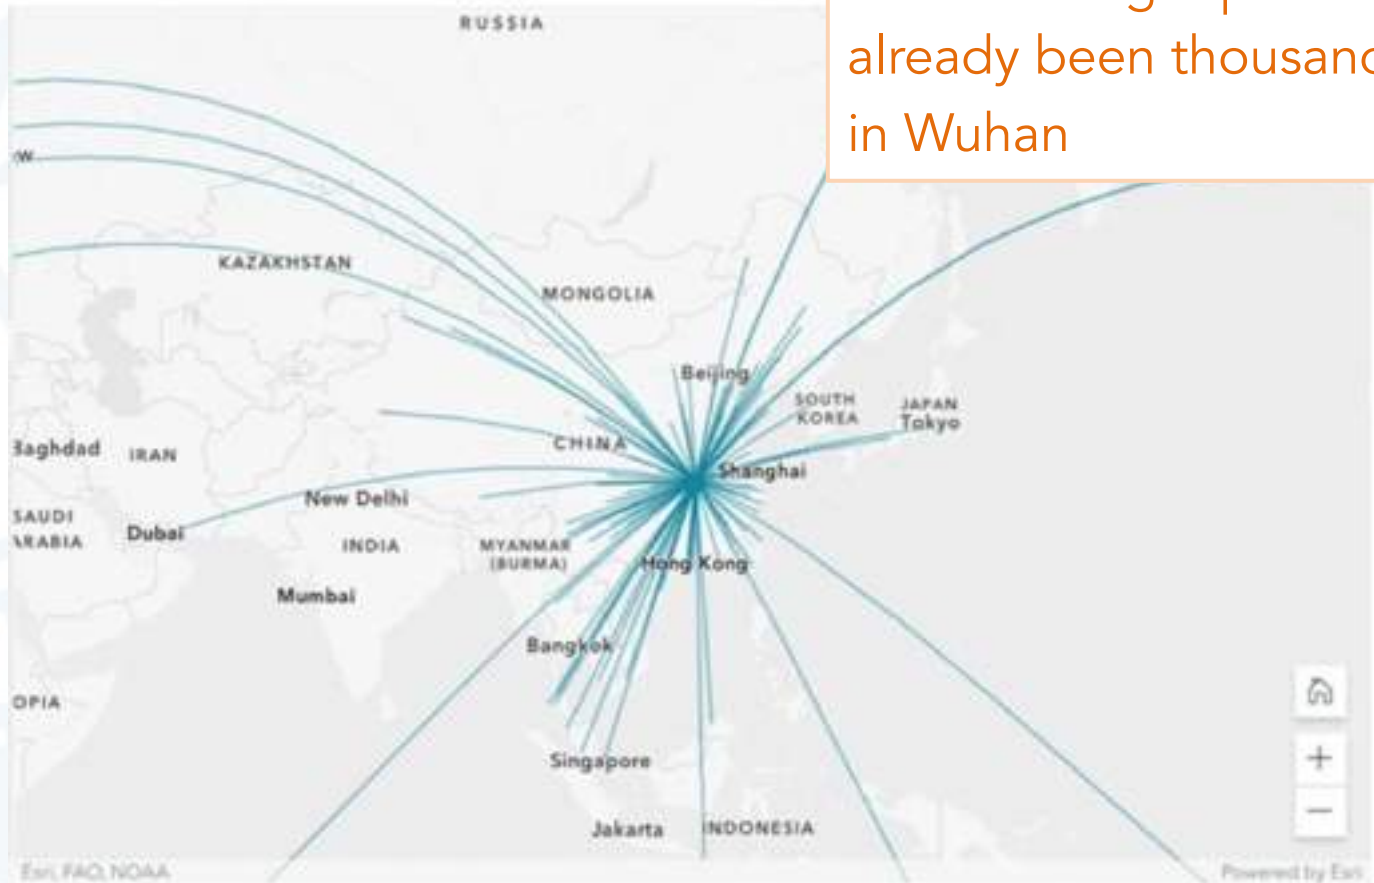 already been thousand
in Wuhan
RUSSIA
KAZAKHSTAN
MONGOLIA
Beijing
SOUTH
KOREA
JAPAN
Tokyo
CHINA
Shanghai
Baghdad
IRAN
New Delhi
SAUDI
ARABIA
Dubai
INDIA
MYANMAR
(BURMA)
Hong Kong
Mumbai
Bangkok
OPIA
Singapore
Jakarta
INDONESIA
Esri, FAO, NOAA
Powered by Esri